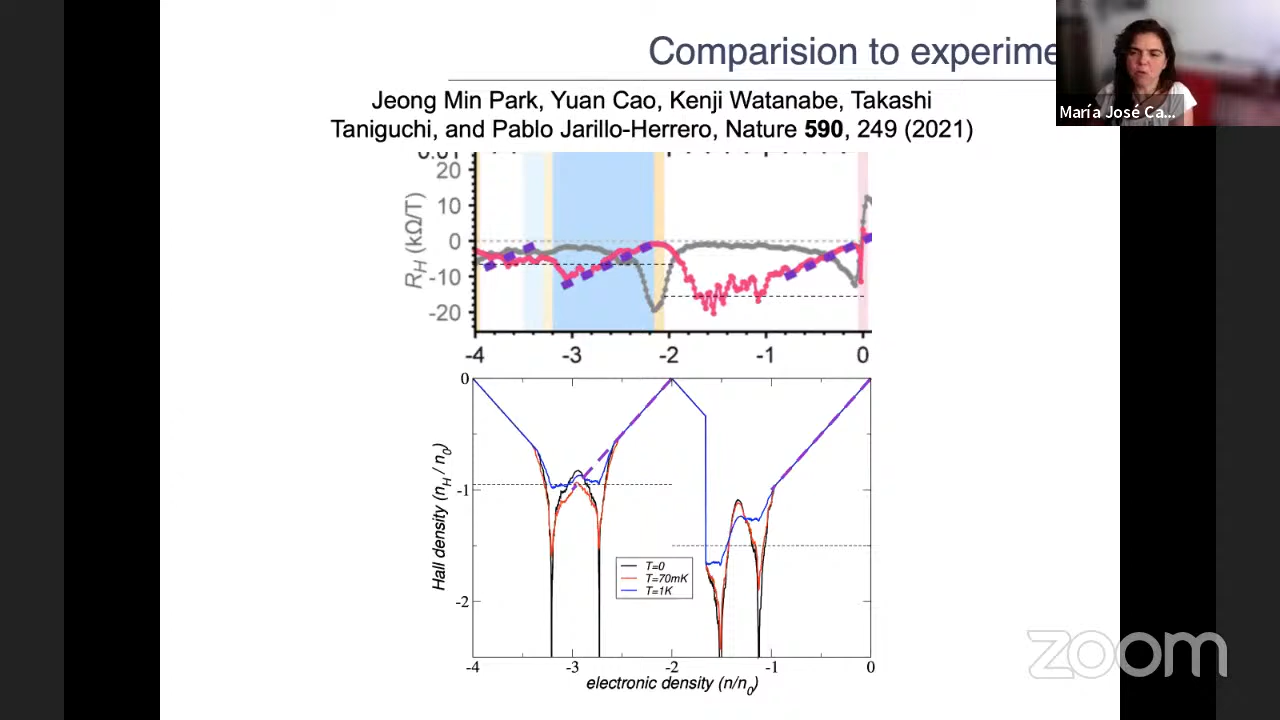 Comparision to experime
María José Ca...
Jeong Min Park, Yuan Cao, Kenji Watanabe, Takashi
Taniguchi, and Pablo Jarillo-Herrero, Nature 590, 249 (2021)
20
10
0
-10
-20
R_H (kΩ/T)
-4 -3 -2 -1 0
0
-1
-2
Hall density (n_H / n_0)
T=0
T=70mK
T=1K
-4 -3 -2 -1 0
electronic density (n/n_0)
zoom